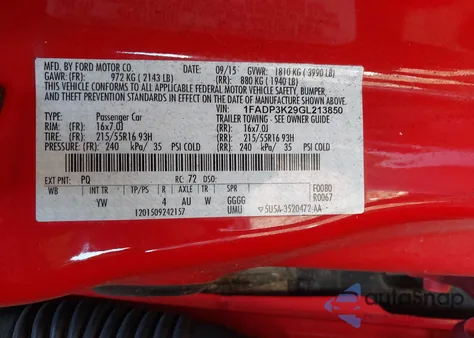 MFD. BY FORD MOTOR CO.
DATE: 09/15 GVWR: 1810 KG ( 3990 LB)
GAWR: (FR): 972 KG ( 2143 LB) (RR): 880 KG ( 1940 LB)
THIS VEHICLE CONFORMS TO ALL APPLICABLE FEDERAL MOTOR VEHICLE SAFETY, BUMPER,
AND THEFT PREVENTION STANDARDS IN EFFECT ON THE DATE OF MANUFACTURE SHOWN ABOVE.
VIN: 1FADP3K29GL213850
TYPE: Passenger Car TRAILER TOWING - SEE OWNER GUIDE
RIM (FR): 16x7.0J (RR): 16x7.0J
TIRE (FR): 215/55R16 93H (RR): 215/55R16 93H
PRESSURE: (FR): 240 kPa/ 35 PSI COLD (RR): 240 kPa/ 35 PSI COLD
EXT PNT: PQ RC: 72 DSO:
WB INT TR TP/PS R AXLE TR SPR
YW 4 AU W GGGG
F0080
R0067
1201509242157 UMU 5U5A-3520472-AA
autosnap